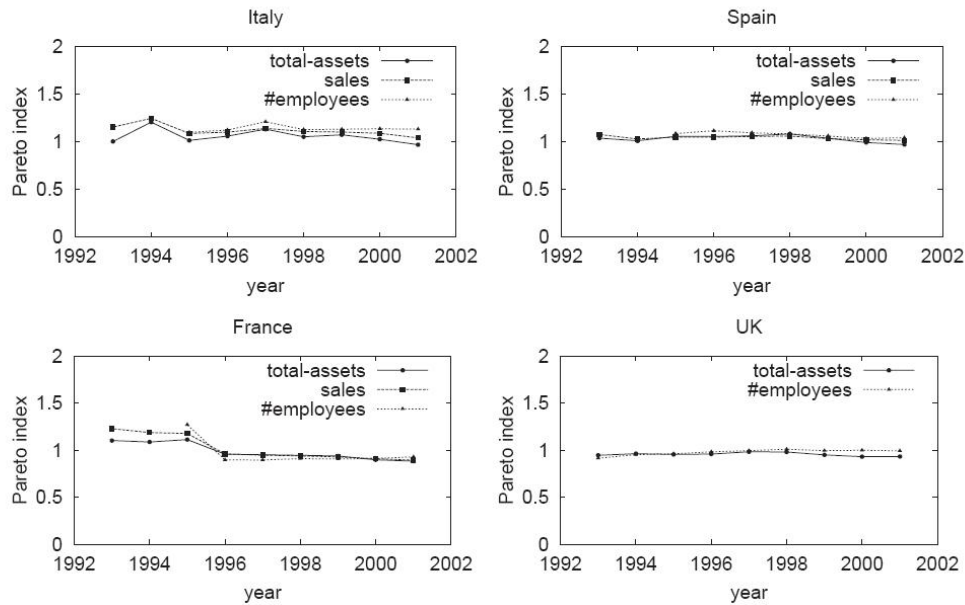 Italy
2
total-assets
sales
#employees
1.5
1
0.5
0
Pareto index
1992 1994 1996 1998 2000 2002
year
Spain
2
total-assets
sales
#employees
1.5
1
0.5
0
Pareto index
1992 1994 1996 1998 2000 2002
year
France
2
total-assets
sales
#employees
1.5
1
0.5
0
Pareto index
1992 1994 1996 1998 2000 2002
year
UK
2
total-assets
#employees
1.5
1
0.5
0
Pareto index
1992 1994 1996 1998 2000 2002
year